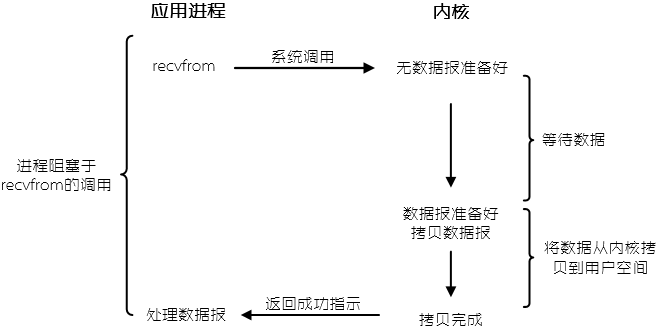 应用进程
内核
recvfrom
系统调用
无数据报准备好
等待数据
进程阻塞于
recvfrom的调用
数据报准备好
拷贝数据报
将数据从内核拷
贝到用户空间
处理数据报
返回成功指示
拷贝完成